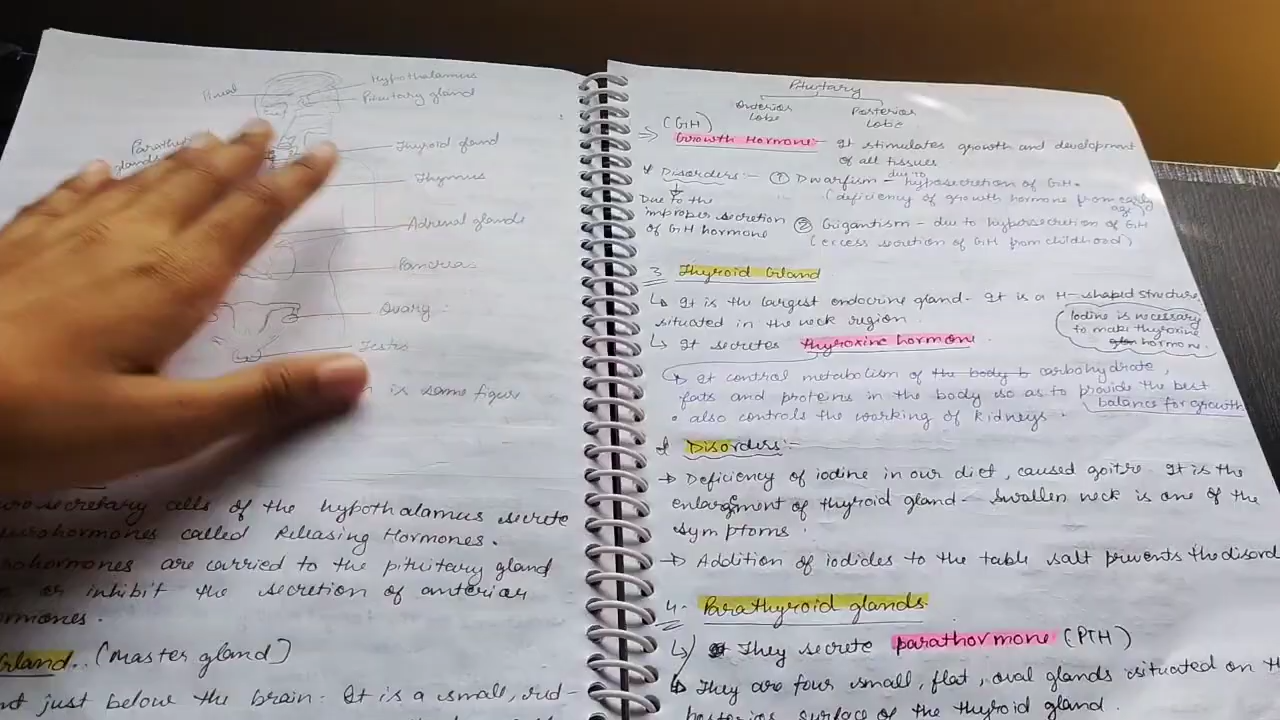 Hypothalamus
Pineal
Pituitary gland
Parathy
glands
Thyroid gland
Thymus
Adrenal glands
Pancreas
Ovary
Testes
is same figur
secretary cells of the hypothalamus secrete
hormones called Releasing Hormones.
hormones are carried to the pituitary gland
or inhibit the secretion of anterior
Gland.. (Master gland)
just below the brain. It is a small, red-
Pituitary
Anterior Lobe
Posterior Lobe
(GH)
Growth Hormone:- It stimulates growth and development
of all tissues
Disorders:- ① Dwarfism - due to hyposecretion of GH.
(deficiency of growth hormone from early
age)
Due to the
improper secretion
of GH hormone
② Gigantism - due to hypersecretion of GH
(excess secretion of GH from childhood)
3 Thyroid Gland
↳ It is the largest endocrine gland. It is a H-shaped structure,
situated in the neck region.
Iodine is necessary
to make thyroxine
hormone.
↳ It secretes thyroxine hormone.
↳ It control metabolism of the body b carbohydrate,
fats and proteins in the body so as to provide the best
balance for growth
• also controls the working of kidneys.
Disorders:-
→ Deficiency of iodine in our diet, caused goitre. It is the
enlargement of thyroid gland - Swallen neck is one of the
symptoms.
→ Addition of iodides to the table salt prevents the disord
4. Parathyroid glands
↳ They secrete parathormone (PTH)
↳ They are four small, flat, oval glands situated on th
posterior surface of the thyroid gland.